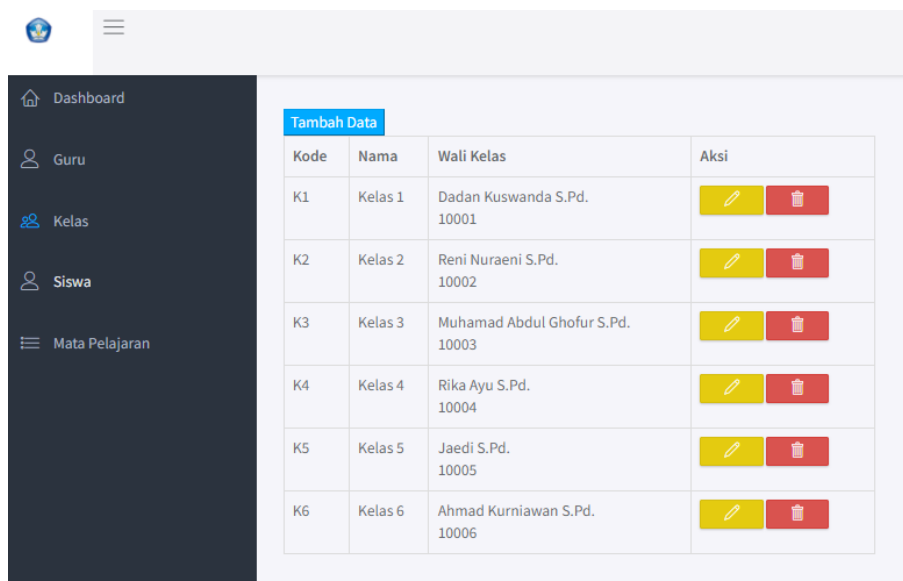 Dashboard
Guru
Kelas
Siswa
Mata Pelajaran
Tambah Data
Kode Nama Wali Kelas Aksi
K1 Kelas 1 Dadan Kuswanda S.Pd.
10001
K2 Kelas 2 Reni Nuraeni S.Pd.
10002
K3 Kelas 3 Muhamad Abdul Ghofur S.Pd.
10003
K4 Kelas 4 Rika Ayu S.Pd.
10004
K5 Kelas 5 Jaedi S.Pd.
10005
K6 Kelas 6 Ahmad Kurniawan S.Pd.
10006